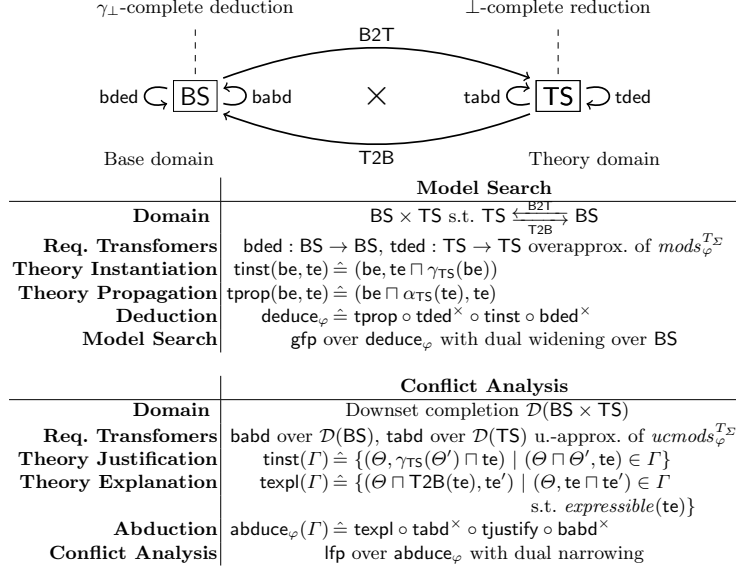 γ⊥-complete deduction ⊥-complete reduction
B2T
bded BS babd × tabd TS tded
T2B
Base domain Theory domain
Model Search
Domain BS × TS s.t. TS ⇆ BS B2T T2B
Req. Transfomers bded : BS → BS, tded : TS → TS overapprox. of mods_φ^{T_Σ}
Theory Instantiation tinst(be, te) ≙ (be, te ⊓ γ_TS(be))
Theory Propagation tprop(be, te) ≙ (be ⊓ α_TS(te), te)
Deduction deduce_φ ≙ tprop ∘ tded^× ∘ tinst ∘ bded^×
Model Search gfp over deduce_φ with dual widening over BS
Conflict Analysis
Domain Downset completion 𝒟(BS × TS)
Req. Transfomers babd over 𝒟(BS), tabd over 𝒟(TS) u.-approx. of ucmods_φ^{T_Σ}
Theory Justification tinst(Γ) ≙ {(Θ, γ_TS(Θ′) ⊓ te) | (Θ ⊓ Θ′, te) ∈ Γ}
Theory Explanation texpl(Γ) ≙ {(Θ ⊓ T2B(te), te′) | (Θ, te ⊓ te′) ∈ Γ
s.t. expressible(te)}
Abduction abduce_φ(Γ) ≙ texpl ∘ tabd^× ∘ tjustify ∘ babd^×
Conflict Analysis lfp over abduce_φ with dual narrowing